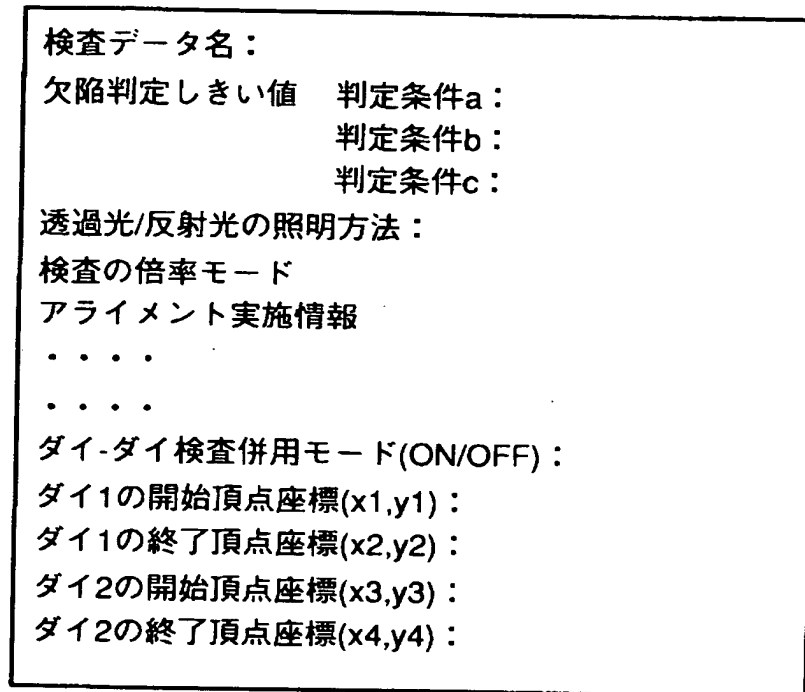 検査データ名：
欠陥判定しきい値　判定条件a：
判定条件b：
判定条件c：
透過光/反射光の照明方法：
検査の倍率モード
アライメント実施情報
・・・・
・・・・
ダイ-ダイ検査併用モード(ON/OFF)：
ダイ1の開始頂点座標(x1,y1)：
ダイ1の終了頂点座標(x2,y2)：
ダイ2の開始頂点座標(x3,y3)：
ダイ2の終了頂点座標(x4,y4)：